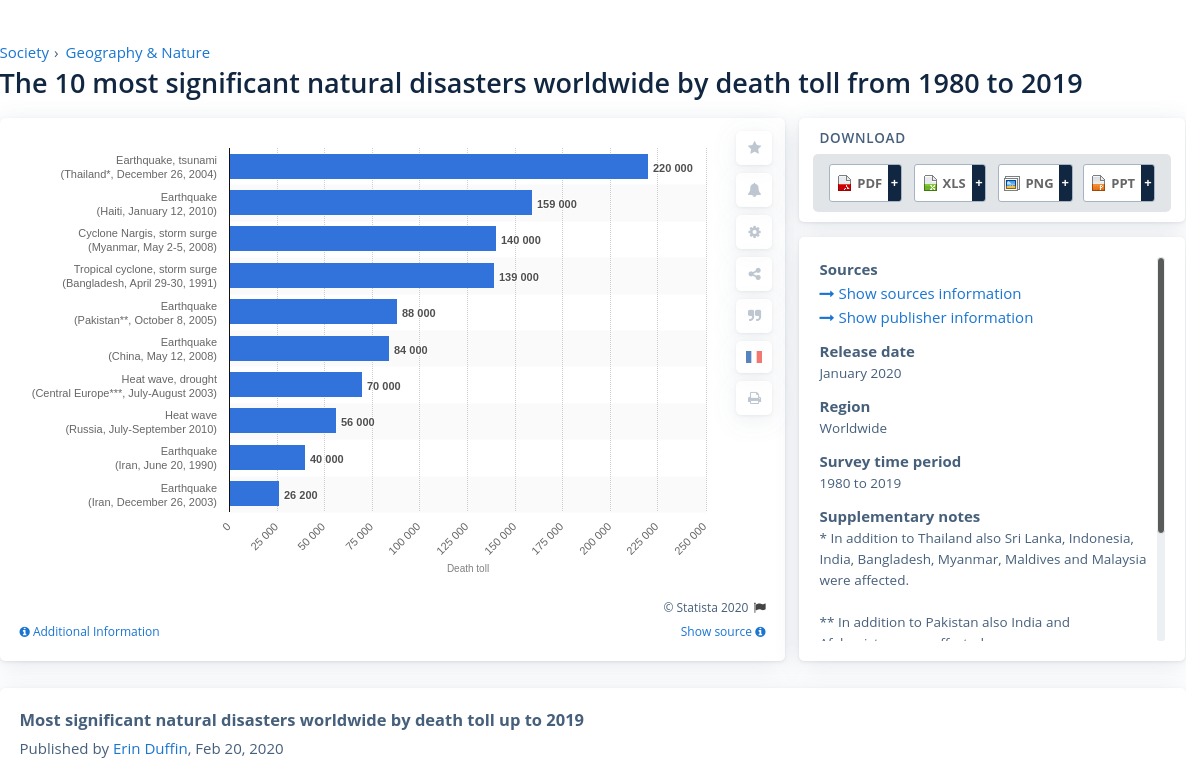 Society › Geography & Nature
The 10 most significant natural disasters worldwide by death toll from 1980 to 2019
Earthquake, tsunami
(Thailand*, December 26, 2004)
220 000
Earthquake
(Haiti, January 12, 2010)
159 000
Cyclone Nargis, storm surge
(Myanmar, May 2-5, 2008)
140 000
Tropical cyclone, storm surge
(Bangladesh, April 29-30, 1991)
139 000
Earthquake
(Pakistan**, October 8, 2005)
88 000
Earthquake
(China, May 12, 2008)
84 000
Heat wave, drought
(Central Europe***, July-August 2003)
70 000
Heat wave
(Russia, July-September 2010)
56 000
Earthquake
(Iran, June 20, 1990)
40 000
Earthquake
(Iran, December 26, 2003)
26 200
0 25 000 50 000 75 000 100 000 125 000 150 000 175 000 200 000 225 000 250 000
Death toll
© Statista 2020
Additional Information
Show source
DOWNLOAD
PDF + XLS + PNG + PPT +
Sources
Show sources information
Show publisher information
Release date
January 2020
Region
Worldwide
Survey time period
1980 to 2019
Supplementary notes
* In addition to Thailand also Sri Lanka, Indonesia,
India, Bangladesh, Myanmar, Maldives and Malaysia
were affected.
** In addition to Pakistan also India and
Most significant natural disasters worldwide by death toll up to 2019
Published by Erin Duffin, Feb 20, 2020